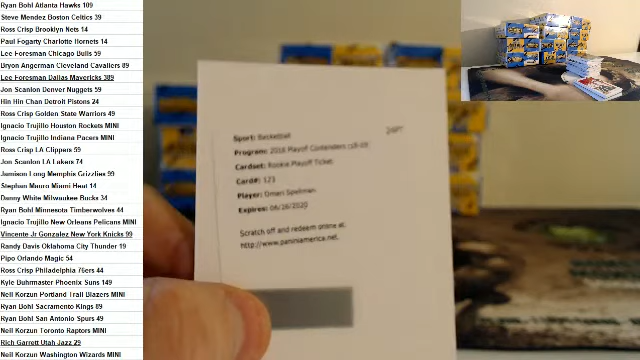 Ryan Bohl Atlanta Hawks 109
Steve Mendez Boston Celtics 39
Ross Crisp Brooklyn Nets 14
Paul Fogarty Charlotte Hornets 14
Lee Foresman Chicago Bulls 59
Bryon Angerman Cleveland Cavaliers 89
Lee Foresman Dallas Mavericks 389
Jon Scanlon Denver Nuggets 59
Hin Hin Chan Detroit Pistons 24
Ross Crisp Golden State Warriors 49
Ignacio Trujillo Houston Rockets MINI
Ignacio Trujillo Indiana Pacers MINI
Ross Crisp LA Clippers 59
Jon Scanlon LA Lakers 74
Jamison Long Memphis Grizzlies 99
Stephan Mauro Miami Heat 14
Danny White Milwaukee Bucks 34
Ryan Bohl Minnesota Timberwolves 44
Ignacio Trujillo New Orleans Pelicans MINI
Vincente Jr Gonzalez New York Knicks 99
Randy Davis Oklahoma City Thunder 19
Pipo Orlando Magic 54
Ross Crisp Philadelphia 76ers 44
Kyle Buhrmaster Phoenix Suns 149
Neil Korzun Portland Trail Blazers MINI
Ryan Bohl Sacramento Kings 89
Ryan Bohl San Antonio Spurs 49
Neil Korzun Toronto Raptors MINI
Rich Garrett Utah Jazz 29
Neil Korzun Washington Wizards MINI
Sport: Basketball
Program: 2018 Playoff Contenders
Cardset: Rookie Playoff Ticket
Card#: 123
Player: Omari Spellman
Expires: 06/26/2020
Scratch off and redeem online at
http://www.paniniamerica.net.